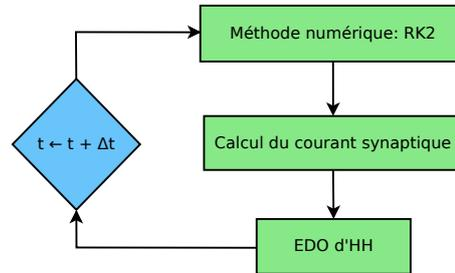 Méthode numérique: RK2
t ← t + Δt
Calcul du courant synaptique
EDO d'HH